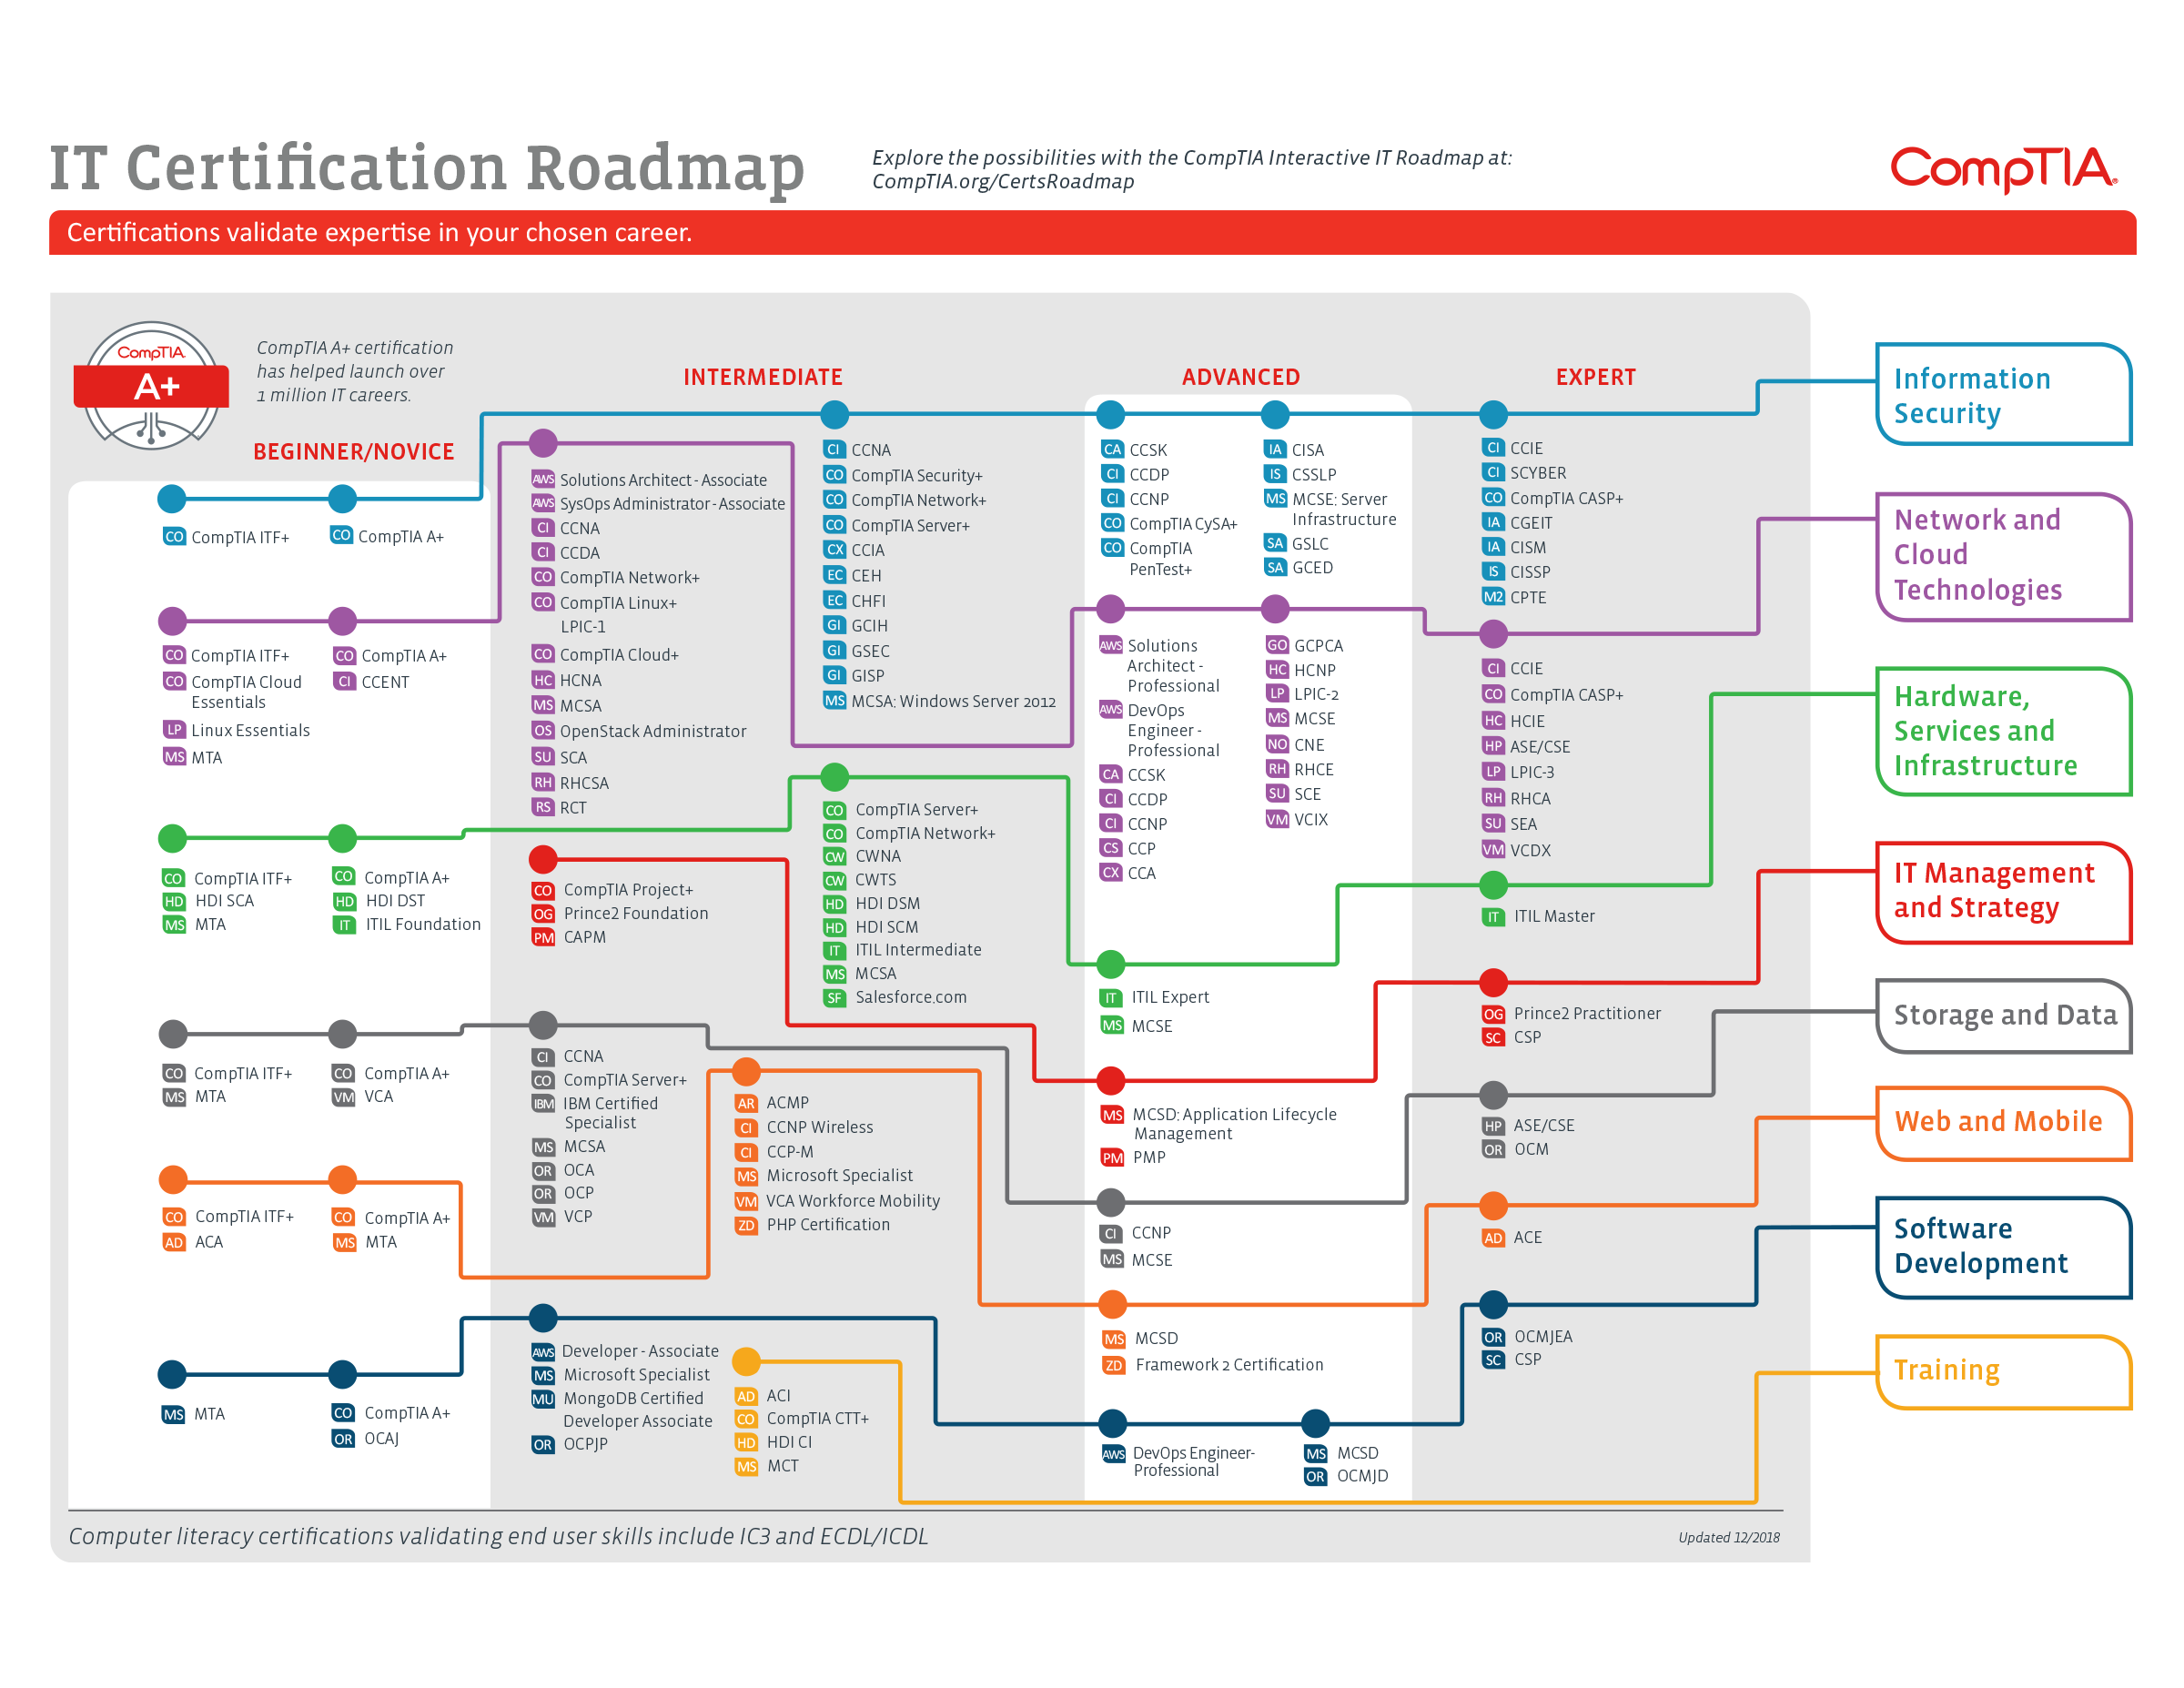 IT Certification Roadmap
Explore the possibilities with the CompTIA Interactive IT Roadmap at:
CompTIA.org/CertsRoadmap
CompTIA.
Certifications validate expertise in your chosen career.
CompTIA
A+
CompTIA A+ certification
has helped launch over
1 million IT careers.
BEGINNER/NOVICE
INTERMEDIATE
ADVANCED
EXPERT
CO CompTIA ITF+
CO CompTIA A+
CI CCNA
CO CompTIA Security+
CO CompTIA Network+
CO CompTIA Server+
CX CCIA
EC CEH
EC CHFI
GI GCIH
GI GSEC
GI GISP
MS MCSA: Windows Server 2012
CA CCSK
CI CCDP
CI CCNP
CO CompTIA CySA+
CO CompTIA
PenTest+
IA CISA
IS CSSLP
MS MCSE: Server
Infrastructure
SA GSLC
SA GCED
CI CCIE
CI SCYBER
CO CompTIA CASP+
IA CGEIT
IA CISM
IS CISSP
M2 CPTE
Information
Security
CO CompTIA ITF+
CO CompTIA Cloud
Essentials
LP Linux Essentials
MS MTA
CO CompTIA A+
CI CCENT
AWS Solutions Architect - Associate
AWS SysOps Administrator - Associate
CI CCNA
CI CCDA
CO CompTIA Network+
CO CompTIA Linux+
LPIC-1
CO CompTIA Cloud+
HC HCNA
MS MCSA
OS OpenStack Administrator
SU SCA
RH RHCSA
RS RCT
AWS Solutions
Architect -
Professional
AWS DevOps
Engineer -
Professional
CA CCSK
CI CCDP
CI CCNP
CS CCP
CX CCA
GO GCPCA
HC HCNP
LP LPIC-2
MS MCSE
NO CNE
RH RHCE
SU SCE
VM VCIX
CI CCIE
CO CompTIA CASP+
HC HCIE
HP ASE/CSE
LP LPIC-3
RH RHCA
SU SEA
VM VCDX
Network and
Cloud
Technologies
CO CompTIA ITF+
HD HDI SCA
MS MTA
CO CompTIA A+
HD HDI DST
IT ITIL Foundation
CO CompTIA Server+
CO CompTIA Network+
CW CWNA
CW CWTS
HD HDI DSM
HD HDI SCM
IT ITIL Intermediate
MS MCSA
SF Salesforce.com
IT ITIL Expert
MS MCSE
IT ITIL Master
Hardware,
Services and
Infrastructure
CO CompTIA Project+
OG Prince2 Foundation
PM CAPM
MS MCSD: Application Lifecycle
Management
PM PMP
OG Prince2 Practitioner
SC CSP
IT Management
and Strategy
CO CompTIA ITF+
MS MTA
CO CompTIA A+
VM VCA
CI CCNA
CO CompTIA Server+
IBM IBM Certified
Specialist
MS MCSA
OR OCA
OR OCP
VM VCP
CI CCNP
MS MCSE
HP ASE/CSE
OR OCM
Storage and Data
CO CompTIA ITF+
AD ACA
CO CompTIA A+
MS MTA
AR ACMP
CI CCNP Wireless
CI CCP-M
MS Microsoft Specialist
VM VCA Workforce Mobility
ZD PHP Certification
MS MCSD
ZD Framework 2 Certification
AD ACE
Web and Mobile
MS MTA
CO CompTIA A+
OR OCAJ
AWS Developer - Associate
MS Microsoft Specialist
MU MongoDB Certified
Developer Associate
OR OCPJP
AWS DevOps Engineer-
Professional
MS MCSD
OR OCMJD
OR OCMJEA
SC CSP
Software
Development
AD ACI
CO CompTIA CTT+
HD HDI CI
MS MCT
Training
Computer literacy certifications validating end user skills include IC3 and ECDL/ICDL
Updated 12/2018